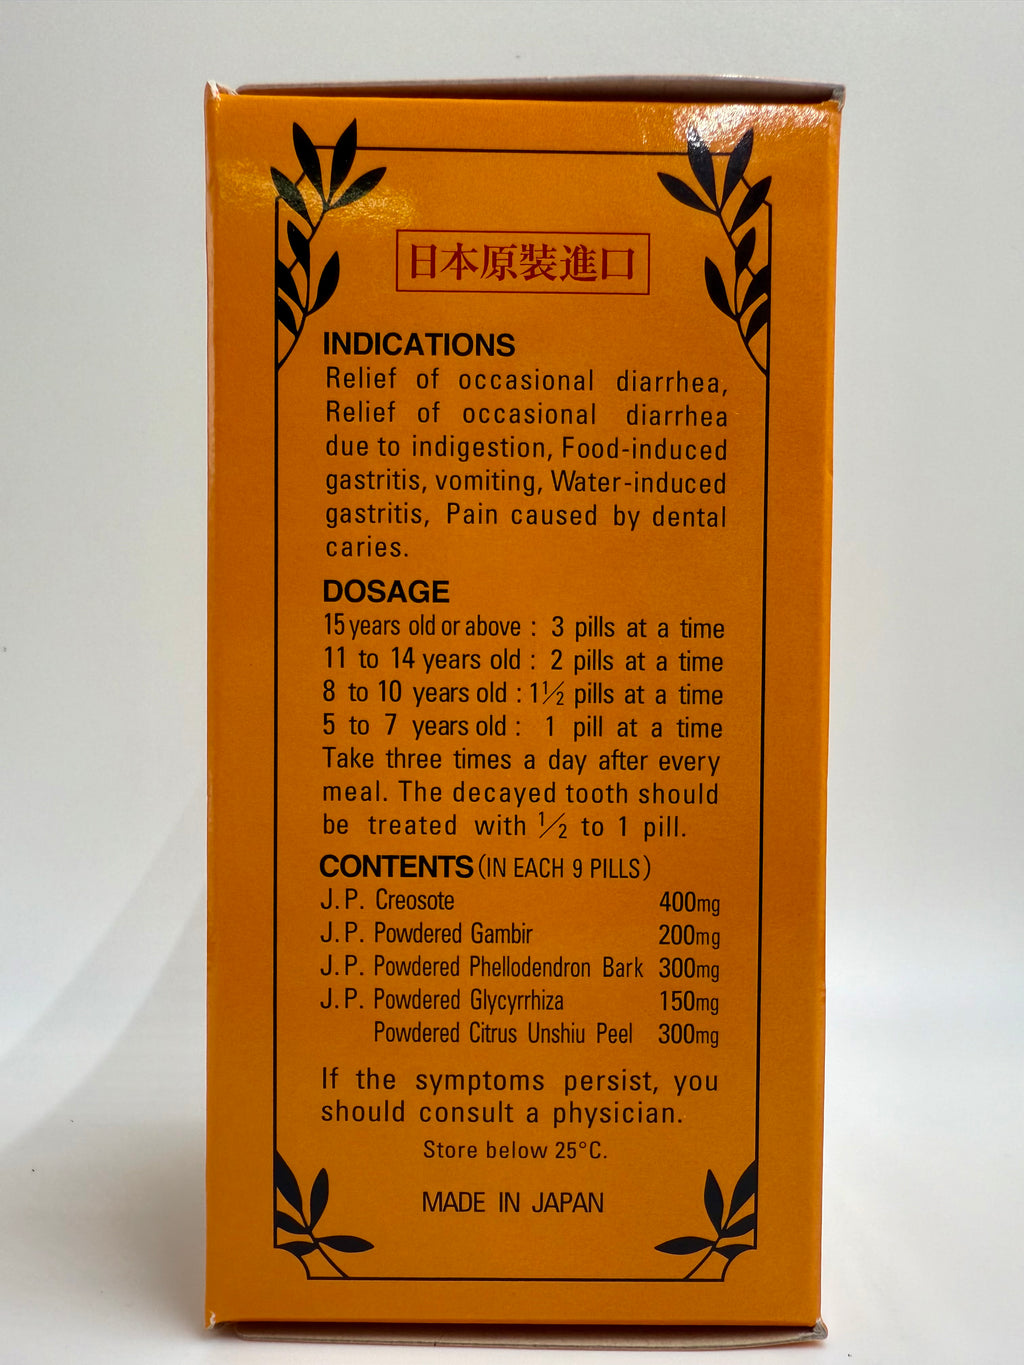 日本原裝進口
INDICATIONS
Relief of occasional diarrhea,
Relief of occasional diarrhea
due to indigestion, Food-induced
gastritis, vomiting, Water-induced
gastritis, Pain caused by dental
caries.
DOSAGE
15 years old or above : 3 pills at a time
11 to 14 years old : 2 pills at a time
8 to 10 years old : 1½ pills at a time
5 to 7 years old : 1 pill at a time
Take three times a day after every
meal. The decayed tooth should
be treated with ½ to 1 pill.
CONTENTS (IN EACH 9 PILLS)
J.P. Creosote 400mg
J.P. Powdered Gambir 200mg
J.P. Powdered Phellodendron Bark 300mg
J.P. Powdered Glycyrrhiza 150mg
Powdered Citrus Unshiu Peel 300mg
If the symptoms persist, you
should consult a physician.
Store below 25°C.
MADE IN JAPAN